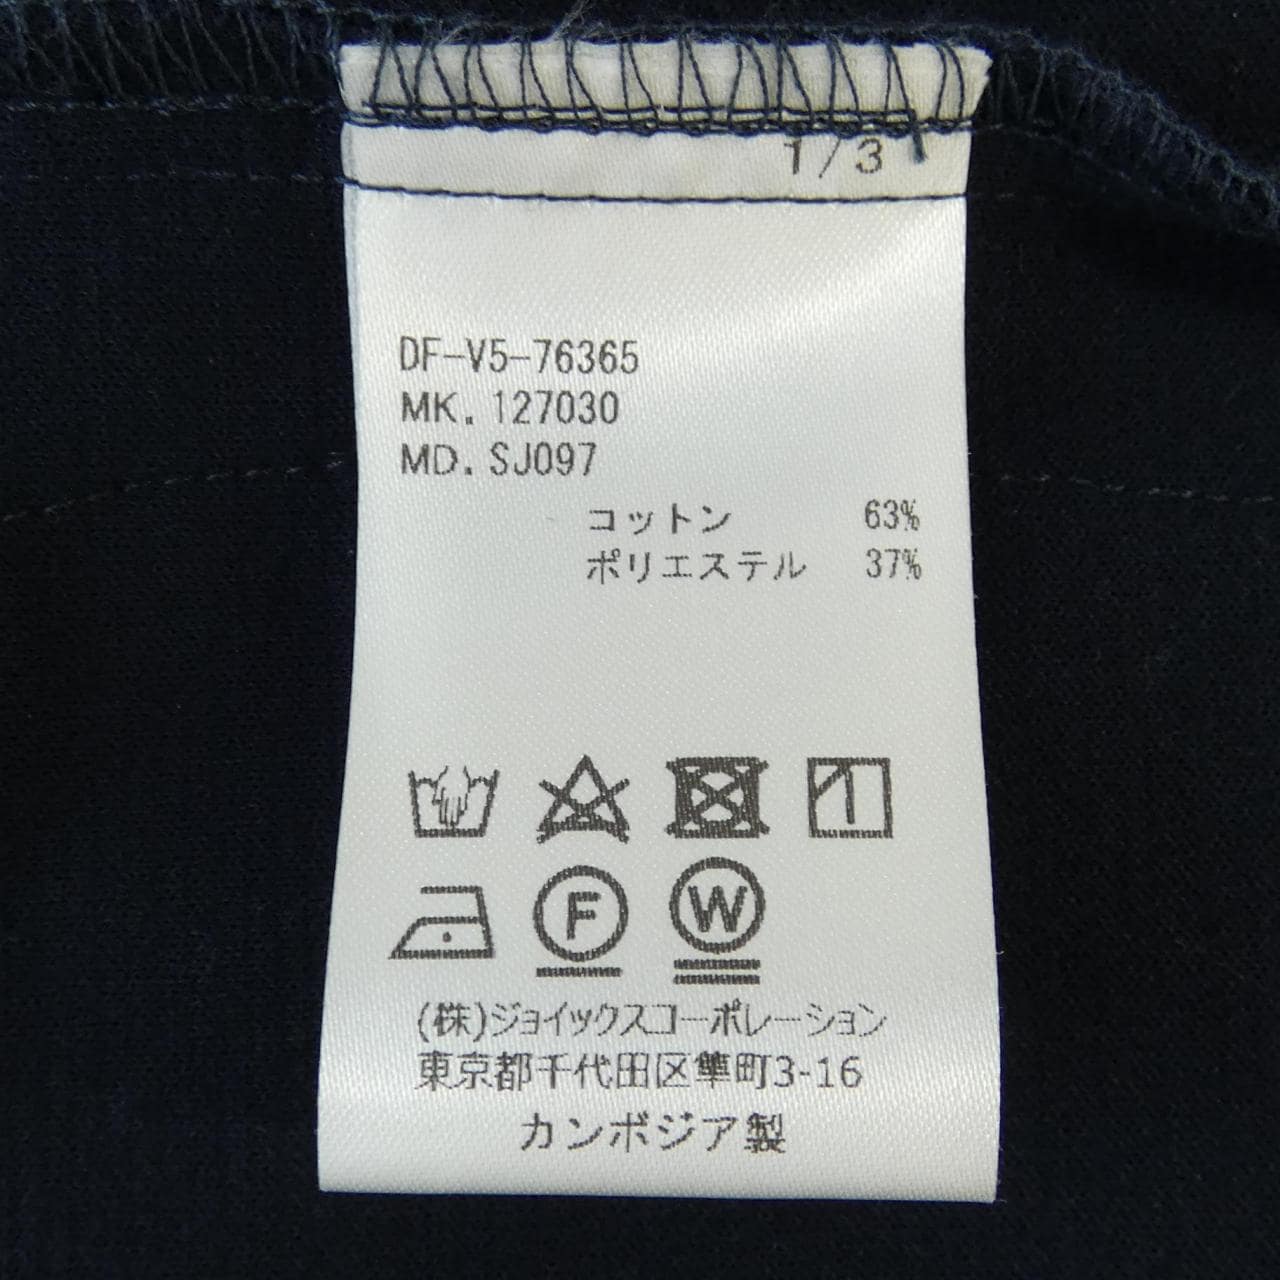 1/3
DF-V5-76365
MK. 127030
MD. SJ097
コットン 63%
ポリエステル 37%
F W
(株)ジョイックスコーポレーション
東京都千代田区隼町3-16
カンボジア製